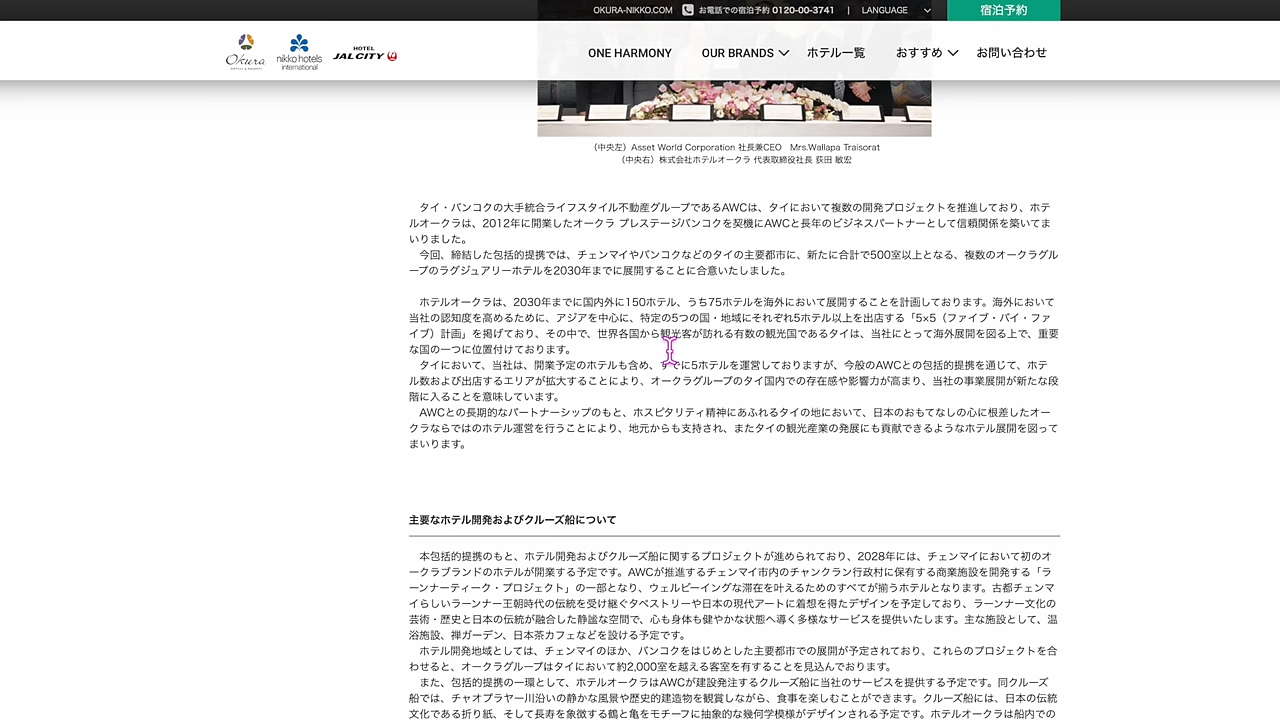 OKURA-NIKKO.COM お電話での宿泊予約 0120-00-3741 | LANGUAGE 宿泊予約
Okura HOTELS & RESORTS nikko hotels international HOTEL JAL CITY ONE HARMONY OUR BRANDS ホテル一覧 おすすめ お問い合わせ
（中央左）Asset World Corporation 社長兼CEO Mrs.Wallapa Traisorat
（中央右）株式会社ホテルオークラ 代表取締役社長 荻田 敏宏
タイ・バンコクの大手統合ライフスタイル不動産グループであるAWCは、タイにおいて複数の開発プロジェクトを推進しており、ホテ
ルオークラは、2012年に開業したオークラ プレステージバンコクを契機にAWCと長年のビジネスパートナーとして信頼関係を築いてま
いりました。
今回、締結した包括的提携では、チェンマイやバンコクなどのタイの主要都市に、新たに合計で500室以上となる、複数のオークラグル
ープのラグジュアリーホテルを2030年までに展開することに合意いたしました。
ホテルオークラは、2030年までに国内外に150ホテル、うち75ホテルを海外において展開することを計画しております。海外において
当社の認知度を高めるために、アジアを中心に、特定の5つの国・地域にそれぞれ5ホテル以上を出店する「5×5（ファイブ・バイ・ファ
イブ）計画」を掲げており、その中で、世界各国から観光客が訪れる有数の観光国であるタイは、当社にとって海外展開を図る上で、重要
な国の一つに位置付けております。
タイにおいて、当社は、開業予定のホテルも含め、すでに5ホテルを運営しておりますが、今般のAWCとの包括的提携を通じて、ホテ
ル数および出店するエリアが拡大することにより、オークラグループのタイ国内での存在感や影響力が高まり、当社の事業展開が新たな段
階に入ることを意味しています。
AWCとの長期的なパートナーシップのもと、ホスピタリティ精神にあふれるタイの地において、日本のおもてなしの心に根差したオー
クラならではのホテル運営を行うことにより、地元からも支持され、またタイの観光産業の発展にも貢献できるようなホテル展開を図って
まいります。
主要なホテル開発およびクルーズ船について
本包括的提携のもと、ホテル開発およびクルーズ船に関するプロジェクトが進められており、2028年には、チェンマイにおいて初のオ
ークラブランドのホテルが開業する予定です。AWCが推進するチェンマイ市内のチャンクラン行政村に保有する商業施設を開発する「ラ
ーンナーティーク・プロジェクト」の一部となり、ウェルビーイングな滞在を叶えるためのすべてが揃うホテルとなります。古都チェンマ
イらしいラーンナー王朝時代の伝統を受け継ぐタペストリーや日本の現代アートに着想を得たデザインを予定しており、ラーンナー文化の
芸術・歴史と日本の伝統が融合した静謐な空間で、心も身体も健やかな状態へ導く多様なサービスを提供いたします。主な施設として、温
浴施設、禅ガーデン、日本茶カフェなどを設ける予定です。
ホテル開発地域としては、チェンマイのほか、バンコクをはじめとした主要都市での展開が予定されており、これらのプロジェクトを合
わせると、オークラグループはタイにおいて約2,000室を越える客室を有することを見込んでおります。
また、包括的提携の一環として、ホテルオークラはAWCが建設発注するクルーズ船に当社のサービスを提供する予定です。同クルーズ
船では、チャオプラヤー川沿いの静かな風景や歴史的建造物を観賞しながら、食事を楽しむことができます。クルーズ船には、日本の伝統
文化である折り紙、そして長寿を象徴する鶴と亀をモチーフに抽象的な幾何学模様がデザインされる予定です。ホテルオークラは船内での